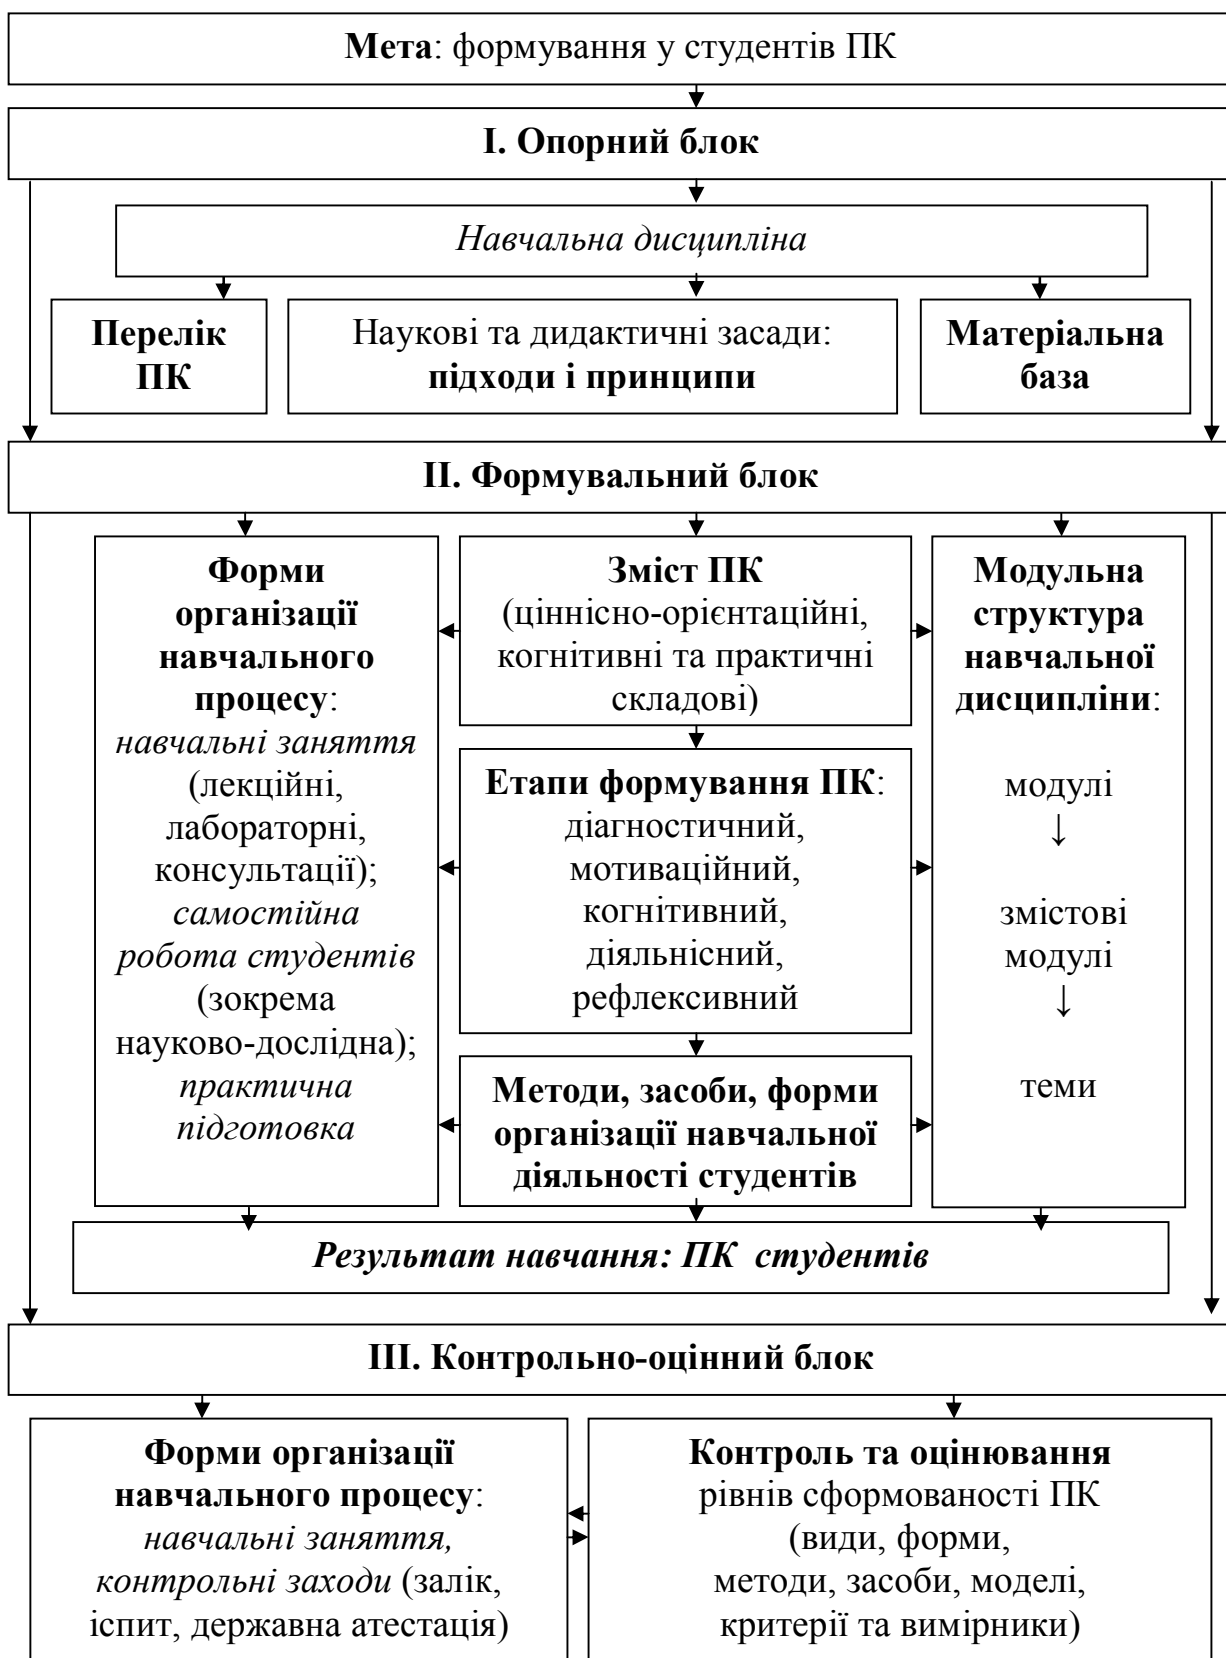 Мета: формування у студентів ПК
І. Опорний блок
Навчальна дисципліна
Перелік
ПК
Наукові та дидактичні засади:
підходи і принципи
Матеріальна
база
ІІ. Формувальний блок
Форми
організації
навчального
процесу:
навчальні заняття
(лекційні,
лабораторні,
консультації);
самостійна
робота студентів
(зокрема
науково-дослідна);
практична
підготовка
Зміст ПК
(ціннісно-орієнтаційні,
когнітивні та практичні
складові)
Етапи формування ПК:
діагностичний,
мотиваційний,
когнітивний,
діяльнісний,
рефлексивний
Методи, засоби, форми
організації навчальної
діяльності студентів
Модульна
структура
навчальної
дисципліни:
модулі
↓
змістові
модулі
↓
теми
Результат навчання: ПК студентів
ІІІ. Контрольно-оцінний блок
Форми організації
навчального процесу:
навчальні заняття,
контрольні заходи (залік,
іспит, державна атестація)
Контроль та оцінювання
рівнів сформованості ПК
(види, форми,
методи, засоби, моделі,
критерії та вимірники)